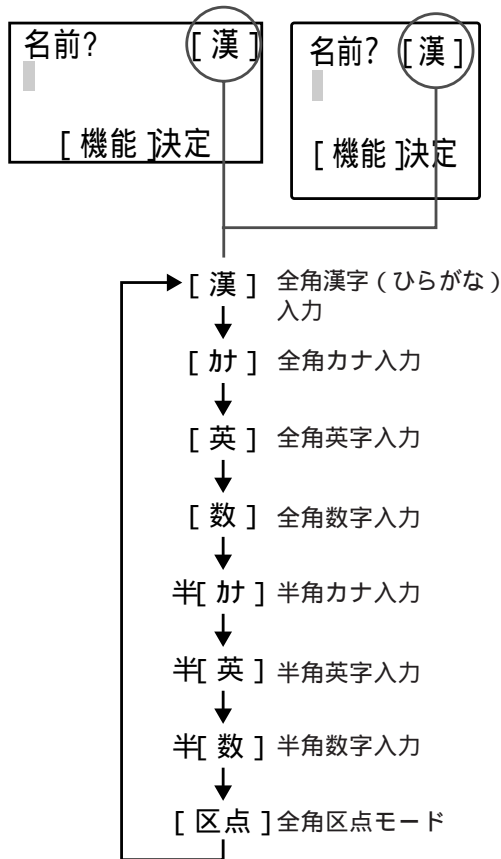 名前? [漢]
[機能]決定
名前? [漢]
[機能]決定
[漢] 全角漢字(ひらがな)
入力
[ｶﾅ] 全角カナ入力
[英] 全角英字入力
[数] 全角数字入力
半[ｶﾅ] 半角カナ入力
半[英] 半角英字入力
半[数] 半角数字入力
[区点] 全角区点モード